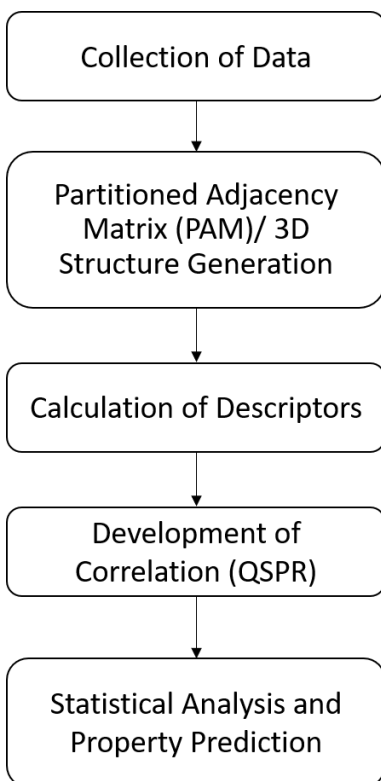 Collection of Data
Partitioned Adjacency
Matrix (PAM)/ 3D
Structure Generation
Calculation of Descriptors
Development of
Correlation (QSPR)
Statistical Analysis and
Property Prediction